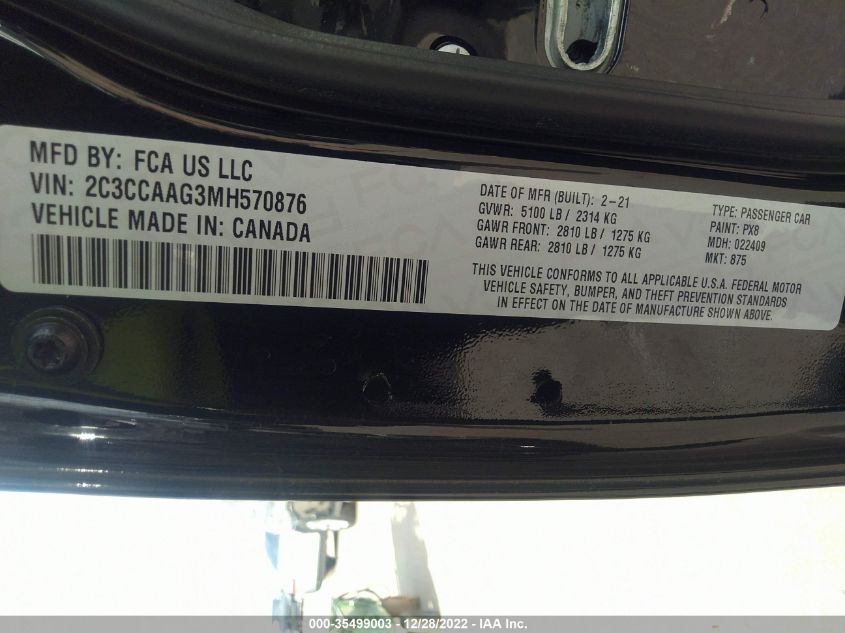 MFD BY: FCA US LLC
VIN: 2C3CCAAG3MH570876
VEHICLE MADE IN: CANADA
DATE OF MFR (BUILT): 2-21
GVWR: 5100 LB / 2314 KG
GAWR FRONT: 2810 LB / 1275 KG
GAWR REAR: 2810 LB / 1275 KG
TYPE: PASSENGER CAR
PAINT: PX8
MDH: 022409
MKT: 875
THIS VEHICLE CONFORMS TO ALL APPLICABLE U.S.A. FEDERAL MOTOR
VEHICLE SAFETY, BUMPER, AND THEFT PREVENTION STANDARDS
IN EFFECT ON THE DATE OF MANUFACTURE SHOWN ABOVE.
000-35499003 - 12/28/2022 - IAA Inc.